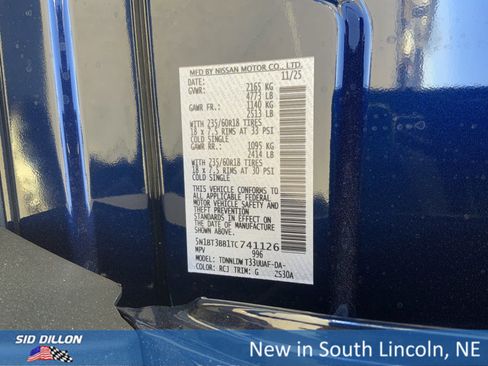 MFD BY NISSAN MOTOR CO., LTD.
DATE: 11/25
GVWR: 2165 KG
4773 LB
GAWR FR.: 1140 KG
2513 LB
WITH 235/60R18 TIRES
18 x 7.5 RIMS AT 33 PSI
COLD SINGLE
GAWR RR.: 1095 KG
2414 LB
WITH 235/60R18 TIRES
18 x 7.5 RIMS AT 30 PSI
COLD SINGLE
THIS VEHICLE CONFORMS TO
ALL APPLICABLE FEDERAL
MOTOR VEHICLE SAFETY AND
THEFT PREVENTION
STANDARDS IN EFFECT ON
THE DATE OF MANUFACTURE
SHOWN ABOVE.
5N1BT3BB1TC741126
MPV 996
MODEL: TDNNLDWT33UUAF-DA-
COLOR: RCJ TRIM: G ZS30A
SID DILLON
New in South Lincoln, NE